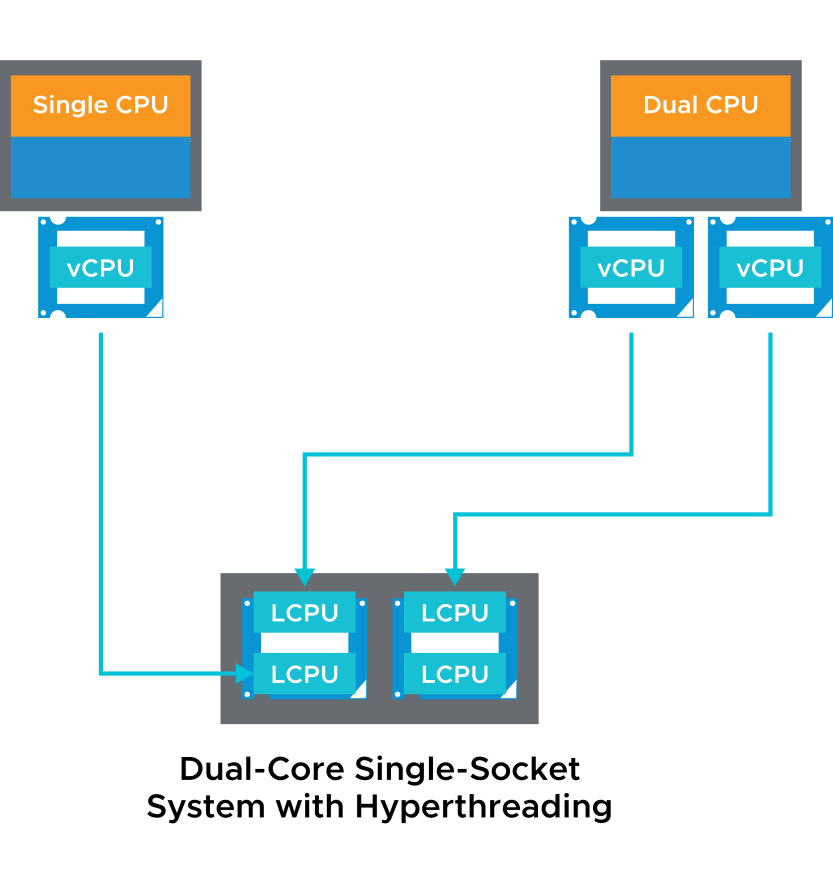 Single CPU
Dual CPU
vCPU
vCPU
vCPU
LCPU
LCPU
LCPU
LCPU
Dual-Core Single-Socket
System with Hyperthreading